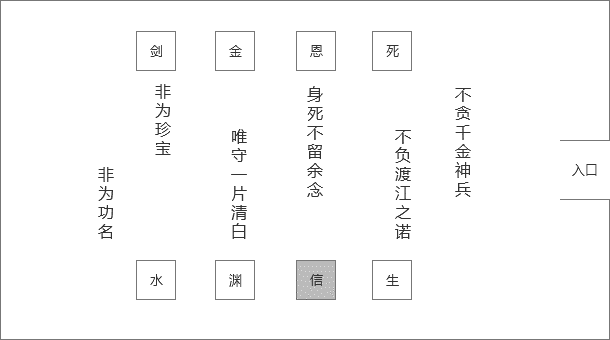 剑
金
恩
死
入口
不贪千金神兵
不负渡江之诺
身死不留余念
唯守一片清白
非为珍宝
非为功名
水
渊
信
生